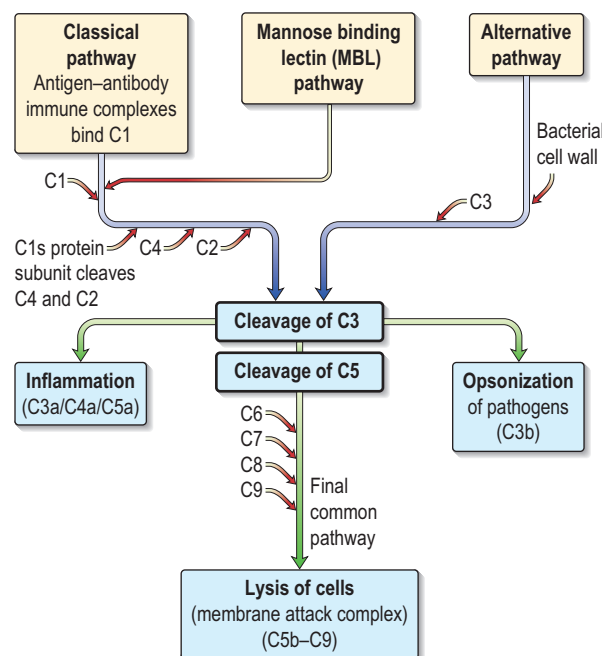 Classical
pathway
Antigen–antibody
immune complexes
bind C1
Mannose binding
lectin (MBL)
pathway
Alternative
pathway
Bacterial
cell wall
C1
C3
C1s protein
subunit cleaves
C4 and C2
C4
C2
Cleavage of C3
Cleavage of C5
Inflammation
(C3a/C4a/C5a)
Opsonization
of pathogens
(C3b)
C6
C7
C8
C9
Final
common
pathway
Lysis of cells
(membrane attack complex)
(C5b–C9)